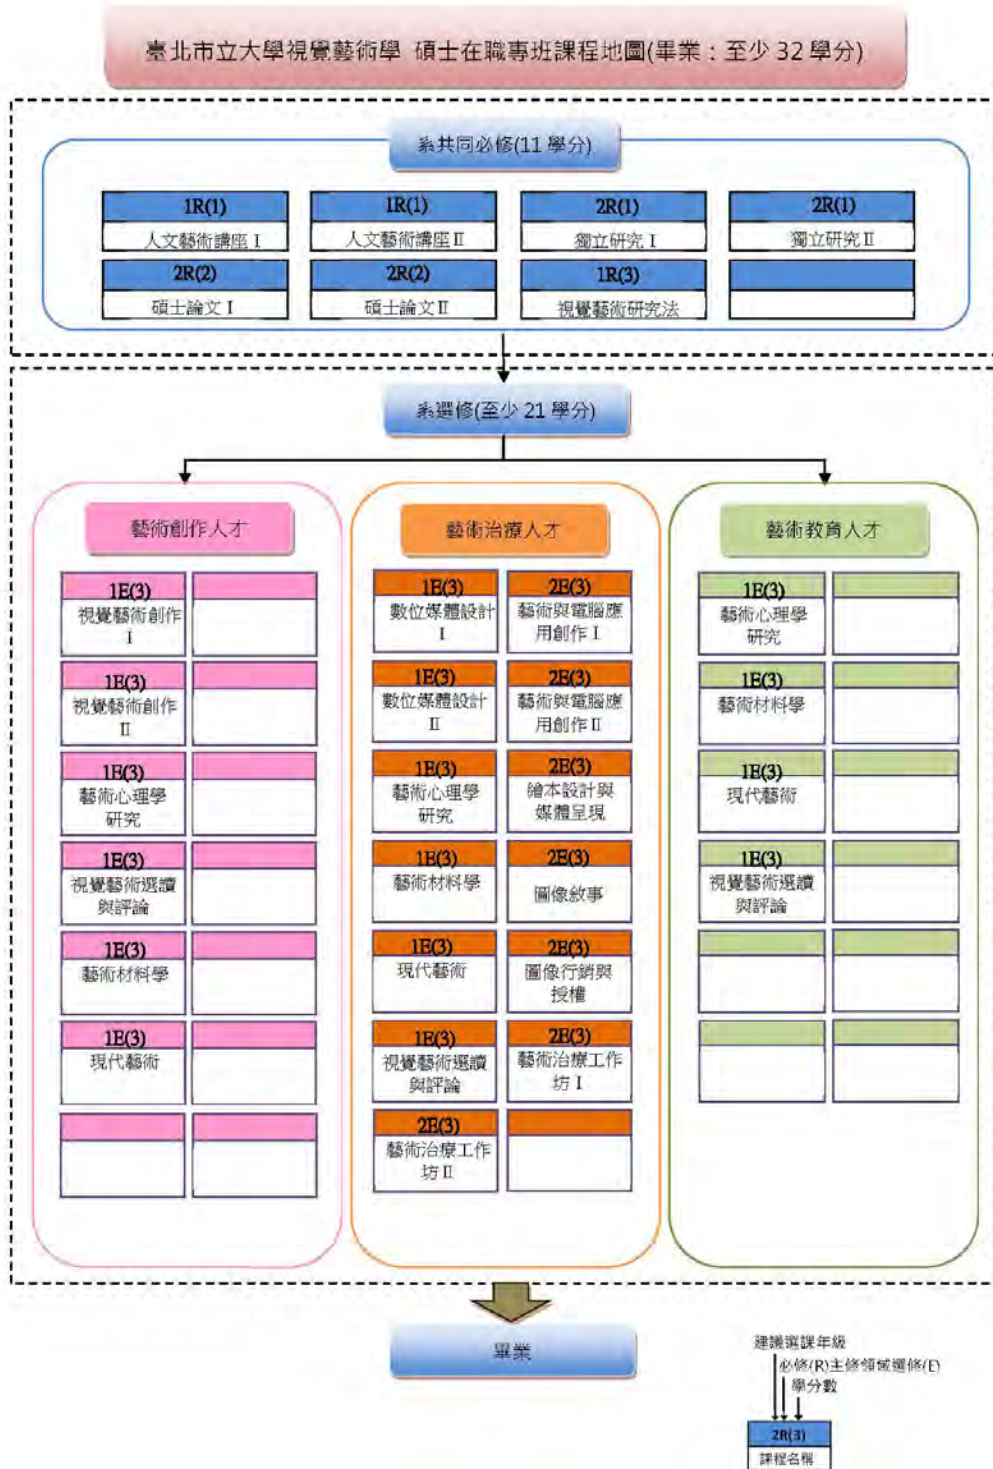 臺北市立大學視覺藝術學 碩士在職專班課程地圖(畢業：至少 32 學分)
系共同必修(11 學分)
1R(1)
人文藝術講座 I
1R(1)
人文藝術講座 II
2R(1)
獨立研究 I
2R(1)
獨立研究 II
2R(2)
碩士論文 I
2R(2)
碩士論文 II
1R(3)
視覺藝術研究法
系選修(至少 21 學分)
藝術創作人才
1E(3)
視覺藝術創作
I
1E(3)
視覺藝術創作
II
1E(3)
藝術心理學
研究
1E(3)
視覺藝術選讀
與評論
1E(3)
藝術材料學
1E(3)
現代藝術
藝術治療人才
1E(3)
數位媒體設計
I
2E(3)
藝術與電腦應
用創作 I
1E(3)
數位媒體設計
II
2E(3)
藝術與電腦應
用創作 II
1E(3)
藝術心理學
研究
2E(3)
繪本設計與
媒體呈現
1E(3)
藝術材料學
2E(3)
圖像敘事
1E(3)
現代藝術
2E(3)
圖像行銷與
授權
1E(3)
視覺藝術選讀
與評論
2E(3)
藝術治療工作
坊 I
2E(3)
藝術治療工作
坊 II
藝術教育人才
1E(3)
藝術心理學
研究
1E(3)
藝術材料學
1E(3)
現代藝術
1E(3)
視覺藝術選讀
與評論
畢業
建議選課年級
必修(R)主修領域選修(E)
學分數
2R(3)
課程名稱